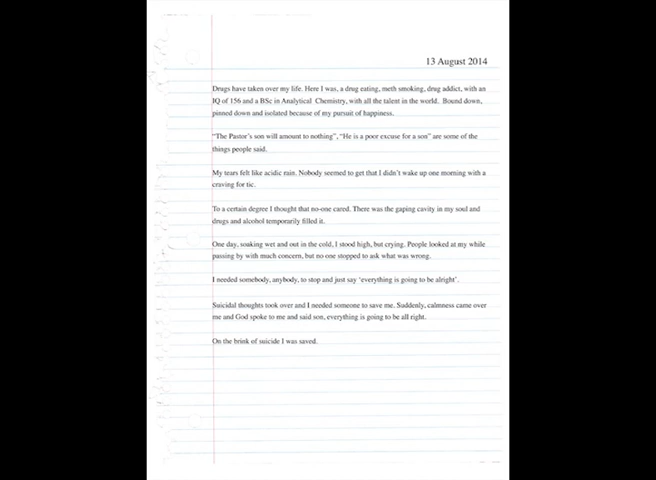 13 August 2014
Drugs have taken over my life. Here I was, a drug eating, meth smoking, drug addict, with an
IQ of 156 and a BSc in Analytical Chemistry, with all the talent in the world. Bound down,
pinned down and isolated because of my pursuit of happiness.
"The Pastor's son will amount to nothing", "He is a poor excuse for a son" are some of the
things people said.
My tears felt like acidic rain. Nobody seemed to get that I didn't wake up one morning with a
craving for tic.
To a certain degree I thought that no-one cared. There was the gaping cavity in my soul and
drugs and alcohol temporarily filled it.
One day, soaking wet and out in the cold, I stood high, but crying. People looked at my while
passing by with much concern, but no one stopped to ask what was wrong.
I needed somebody, anybody, to stop and just say 'everything is going to be alright'.
Suicidal thoughts took over and I needed someone to save me. Suddenly, calmness came over
me and God spoke to me and said son, everything is going to be all right.
On the brink of suicide I was saved.